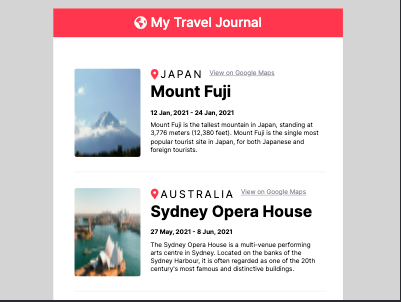 My Travel Journal
JAPAN View on Google Maps
Mount Fuji
12 Jan, 2021 - 24 Jan, 2021
Mount Fuji is the tallest mountain in Japan, standing at
3,776 meters (12,380 feet). Mount Fuji is the single most
popular tourist site in Japan, for both Japanese and
foreign tourists.
AUSTRALIA View on Google Maps
Sydney Opera House
27 May, 2021 - 8 Jun, 2021
The Sydney Opera House is a multi-venue performing
arts centre in Sydney. Located on the banks of the
Sydney Harbour, it is often regarded as one of the 20th
century's most famous and distinctive buildings.